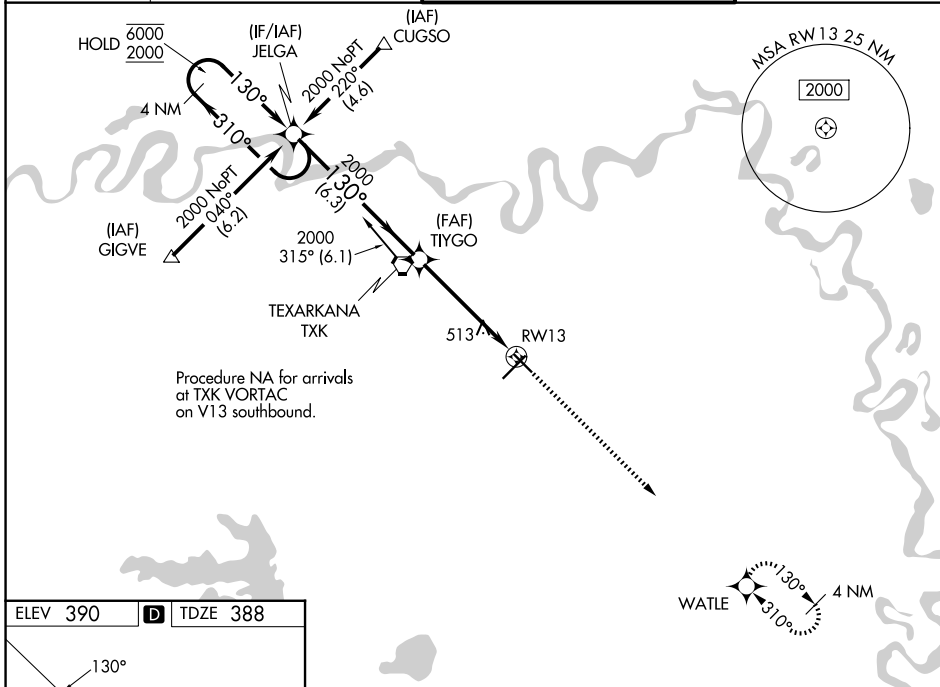 HOLD 6000
2000
(IF/IAF)
JELGA
(IAF)
CUGSO
130°
4 NM
310°
2000 NoPT
220°
(4.6)
2000 NoPT
040°
(6.2)
(IAF)
GIGVE
2000
130°
(6.3)
2000
315° (6.1)
(FAF)
TIYGO
TEXARKANA
TXK
513
RW13
Procedure NA for arrivals
at TXK VORTAC
on V13 southbound.
MSA RW13 25 NM
2000
WATLE
130°
310°
4 NM
ELEV 390 D TDZE 388
130°